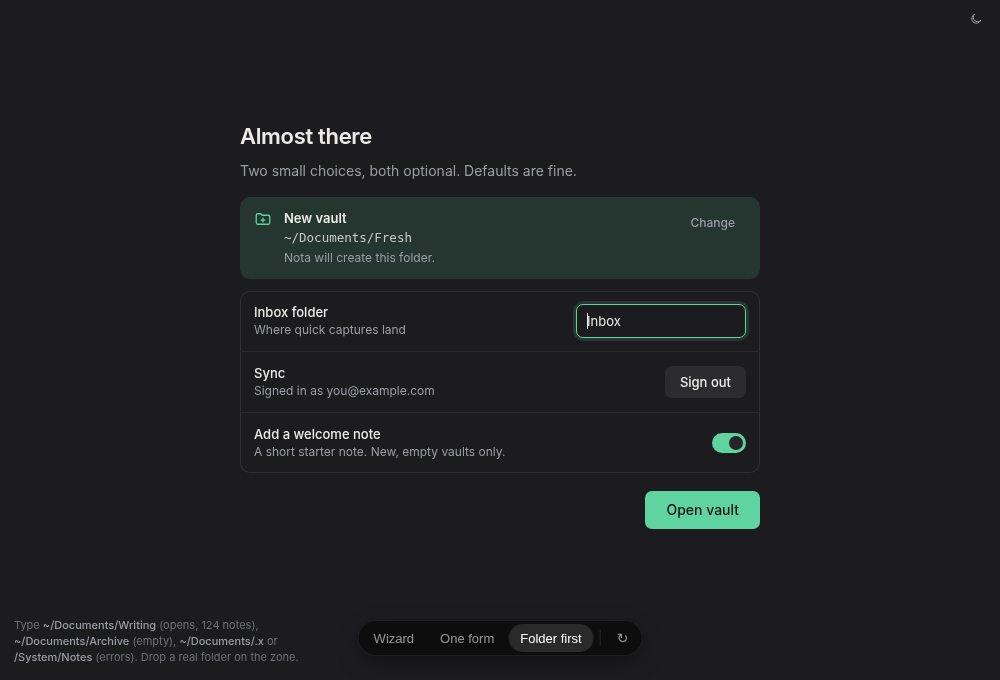 Almost there
Two small choices, both optional. Defaults are fine.
New vault
~/Documents/Fresh
Nota will create this folder.
Change
Inbox folder
Where quick captures land
Inbox
Sync
Signed in as you@example.com
Sign out
Add a welcome note
A short starter note. New, empty vaults only.
Open vault
Type ~/Documents/Writing (opens, 124 notes),
~/Documents/Archive (empty), ~/Documents/.x or
/System/Notes (errors). Drop a real folder on the zone.
Wizard
One form
Folder first